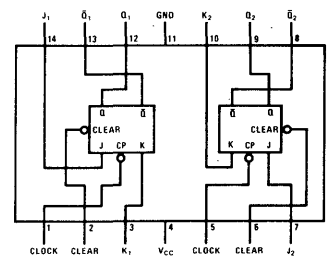 J₁ Q̄₁ Q₁ GND K₂ Q₂ Q̄₂
14 13 12 11 10 9 8
Q Q̄ Q̄ Q
CLEAR CLEAR
J CP K K CP J
1 2 3 4 5 6 7
CLOCK CLEAR K₁ V_CC CLOCK CLEAR J₂